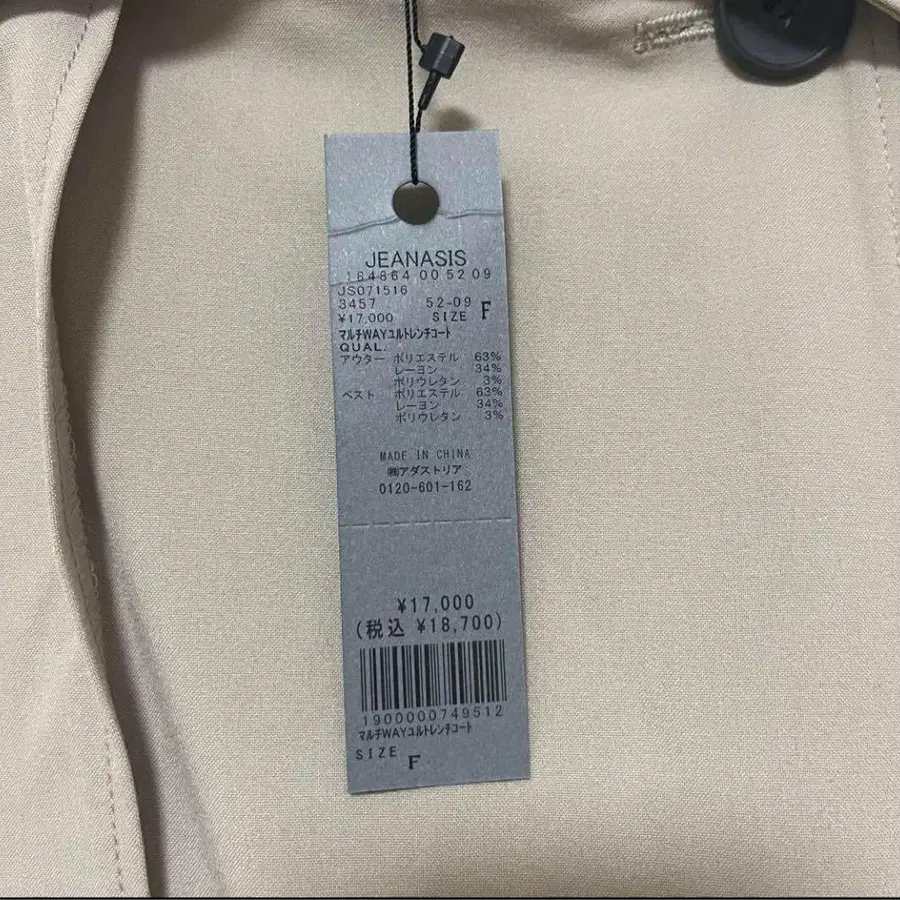 JEANASIS
184864 00 52 09
JS071516
3457 52-09
¥17,000 SIZE F
マルチWAYユルトレンチコート
QUAL.
アウター ポリエステル 63%
レーヨン 34%
ポリウレタン 3%
ベスト ポリエステル 63%
レーヨン 34%
ポリウレタン 3%
MADE IN CHINA
㈱アダストリア
0120-601-162
¥17,000
(税込 ¥18,700)
1900000749512
マルチWAYユルトレンチコート
SIZE F